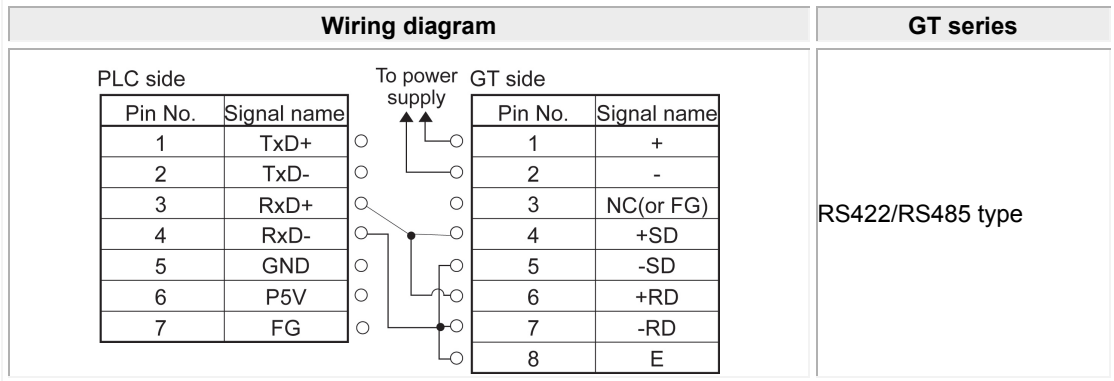 Wiring diagram GT series
PLC side To power GT side
supply
Pin No. Signal name Pin No. Signal name
1 TxD+ 1 +
2 TxD- 2 -
3 RxD+ 3 NC(or FG)
4 RxD- 4 +SD
5 GND 5 -SD
6 P5V 6 +RD
7 FG 7 -RD
8 E
RS422/RS485 type